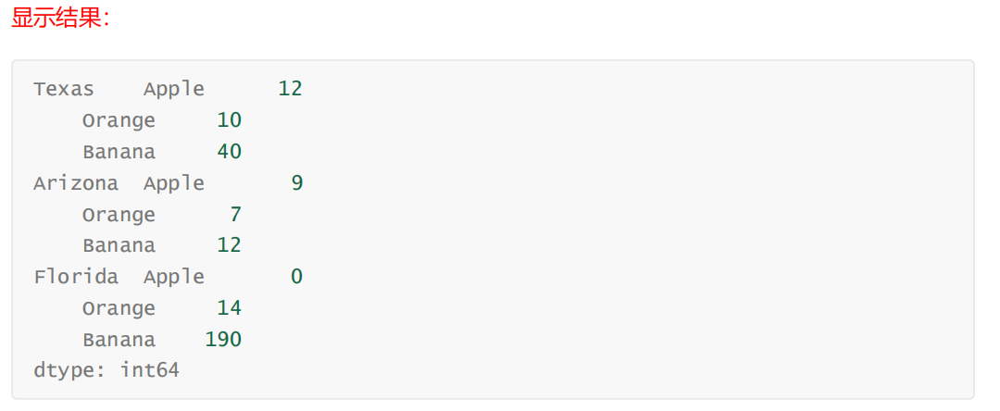 显示结果：
Texas    Apple      12
    Orange     10
    Banana     40
Arizona  Apple       9
    Orange      7
    Banana     12
Florida  Apple       0
    Orange     14
    Banana    190
dtype: int64